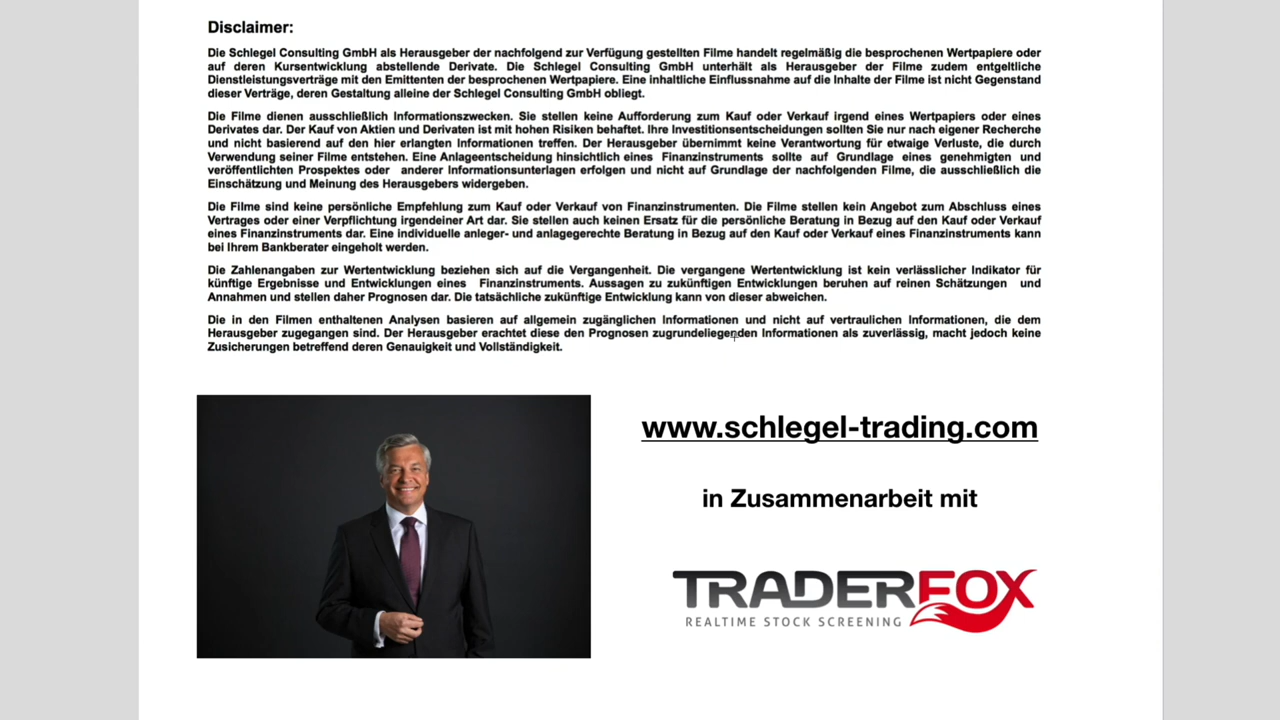 Disclaimer:
Die Schlegel Consulting GmbH als Herausgeber der nachfolgend zur Verfügung gestellten Filme handelt regelmäßig die besprochenen Wertpapiere oder
auf deren Kursentwicklung abstellende Derivate. Die Schlegel Consulting GmbH unterhält als Herausgeber der Filme zudem entgeltliche
Dienstleistungsverträge mit den Emittenten der besprochenen Wertpapiere. Eine inhaltliche Einflussnahme auf die Inhalte der Filme ist nicht Gegenstand
dieser Verträge, deren Gestaltung alleine der Schlegel Consulting GmbH obliegt.
Die Filme dienen ausschließlich Informationszwecken. Sie stellen keine Aufforderung zum Kauf oder Verkauf irgend eines Wertpapiers oder eines
Derivates dar. Der Kauf von Aktien und Derivaten ist mit hohen Risiken behaftet. Ihre Investitionsentscheidungen sollten Sie nur nach eigener Recherche
und nicht basierend auf den hier erlangten Informationen treffen. Der Herausgeber übernimmt keine Verantwortung für etwaige Verluste, die durch
Verwendung seiner Filme entstehen. Eine Anlageentscheidung hinsichtlich eines Finanzinstruments sollte auf Grundlage eines genehmigten und
veröffentlichten Prospektes oder anderer Informationsunterlagen erfolgen und nicht auf Grundlage der nachfolgenden Filme, die ausschließlich die
Einschätzung und Meinung des Herausgebers widergeben.
Die Filme sind keine persönliche Empfehlung zum Kauf oder Verkauf von Finanzinstrumenten. Die Filme stellen kein Angebot zum Abschluss eines
Vertrages oder einer Verpflichtung irgendeiner Art dar. Sie stellen auch keinen Ersatz für die persönliche Beratung in Bezug auf den Kauf oder Verkauf
eines Finanzinstruments dar. Eine individuelle anleger- und anlagegerechte Beratung in Bezug auf den Kauf oder Verkauf eines Finanzinstruments kann
bei Ihrem Bankberater eingeholt werden.
Die Zahlenangaben zur Wertentwicklung beziehen sich auf die Vergangenheit. Die vergangene Wertentwicklung ist kein verlässlicher Indikator für
künftige Ergebnisse und Entwicklungen eines Finanzinstruments. Aussagen zu zukünftigen Entwicklungen beruhen auf reinen Schätzungen und
Annahmen und stellen daher Prognosen dar. Die tatsächliche zukünftige Entwicklung kann von dieser abweichen.
Die in den Filmen enthaltenen Analysen basieren auf allgemein zugänglichen Informationen und nicht auf vertraulichen Informationen, die dem
Herausgeber zugegangen sind. Der Herausgeber erachtet diese den Prognosen zugrundeliegenden Informationen als zuverlässig, macht jedoch keine
Zusicherungen betreffend deren Genauigkeit und Vollständigkeit.
www.schlegel-trading.com
in Zusammenarbeit mit
TRADERFOX
REALTIME STOCK SCREENING